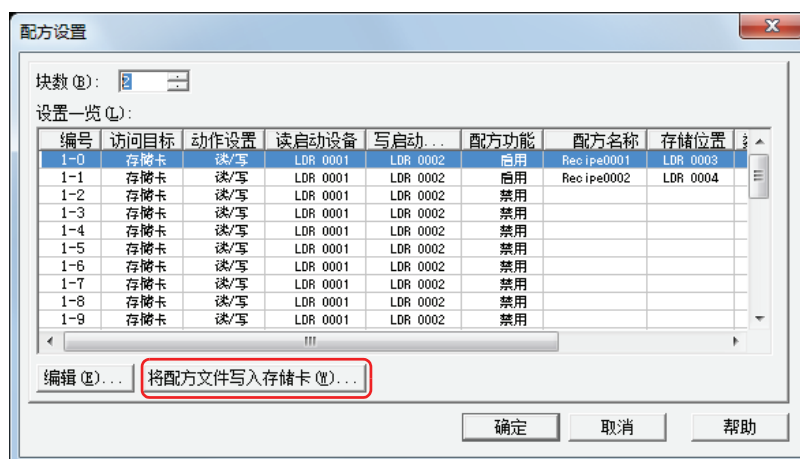 配方设置
块数(B): 2
设置一览(L):
编号 访问目标 动作设置 读启动设备 写启动... 配方功能 配方名称 存储位置
1-0 存储卡 读/写 LDR 0001 LDR 0002 启用 Recipe0001 LDR 0003
1-1 存储卡 读/写 LDR 0001 LDR 0002 启用 Recipe0002 LDR 0004
1-2 存储卡 读/写 LDR 0001 LDR 0002 禁用
1-3 存储卡 读/写 LDR 0001 LDR 0002 禁用
1-4 存储卡 读/写 LDR 0001 LDR 0002 禁用
1-5 存储卡 读/写 LDR 0001 LDR 0002 禁用
1-6 存储卡 读/写 LDR 0001 LDR 0002 禁用
1-7 存储卡 读/写 LDR 0001 LDR 0002 禁用
1-8 存储卡 读/写 LDR 0001 LDR 0002 禁用
1-9 存储卡 读/写 LDR 0001 LDR 0002 禁用
编辑(E)... 将配方文件写入存储卡(W)...
确定 取消 帮助